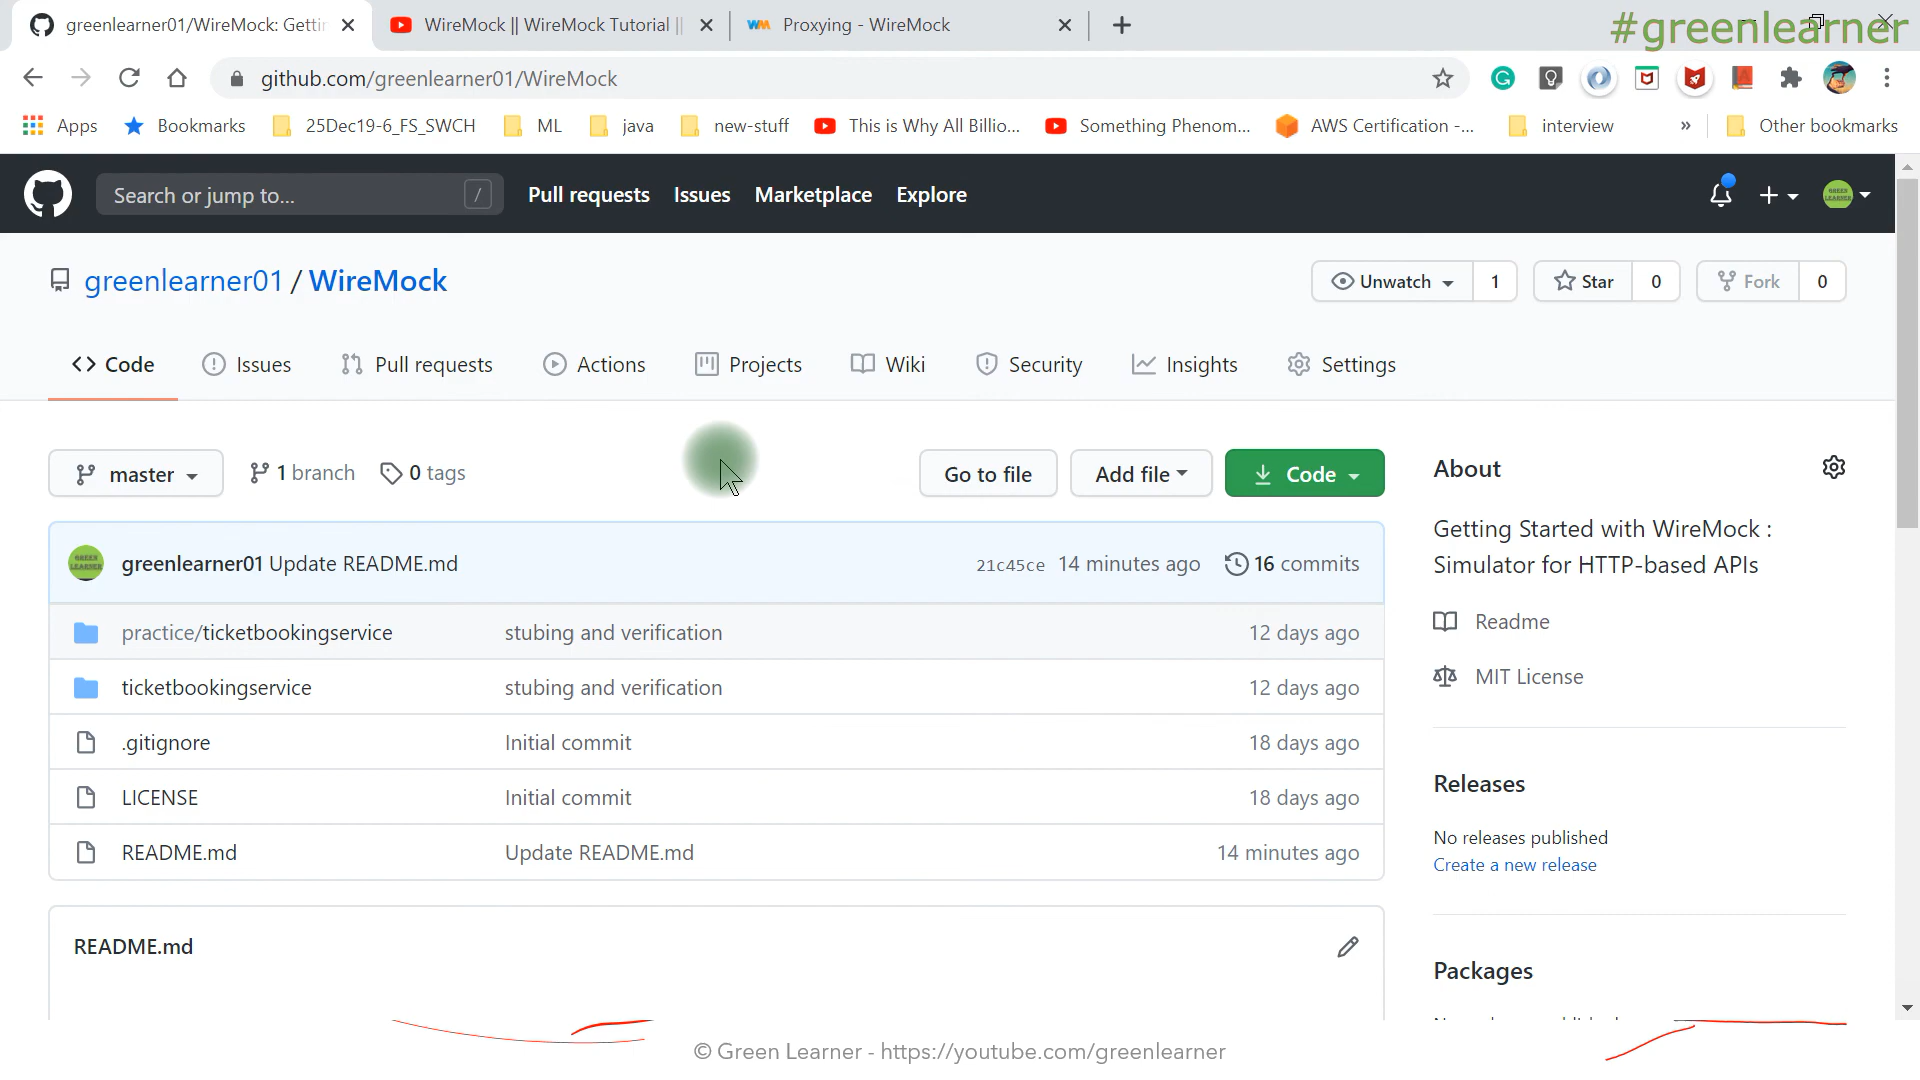 greenlearner01/WireMock: Gettin
WireMock || WireMock Tutorial ||
Proxying - WireMock
#greenlearner
github.com/greenlearner01/WireMock
Apps
Bookmarks
25Dec19-6_FS_SWCH
ML
java
new-stuff
This is Why All Billio...
Something Phenom...
AWS Certification -...
interview
»
Other bookmarks
Search or jump to...
/
Pull requests
Issues
Marketplace
Explore
greenlearner01 / WireMock
Unwatch 1
Star 0
Fork 0
Code
Issues
Pull requests
Actions
Projects
Wiki
Security
Insights
Settings
master
1 branch
0 tags
Go to file
Add file
Code
About
Getting Started with WireMock :
Simulator for HTTP-based APIs
Readme
MIT License
GREEN
LEARNER
greenlearner01 Update README.md
21c45ce 14 minutes ago
16 commits
practice/ticketbookingservice
stubing and verification
12 days ago
ticketbookingservice
stubing and verification
12 days ago
.gitignore
Initial commit
18 days ago
LICENSE
Initial commit
18 days ago
README.md
Update README.md
14 minutes ago
Releases
No releases published
Create a new release
README.md
Packages
© Green Learner - https://youtube.com/greenlearner